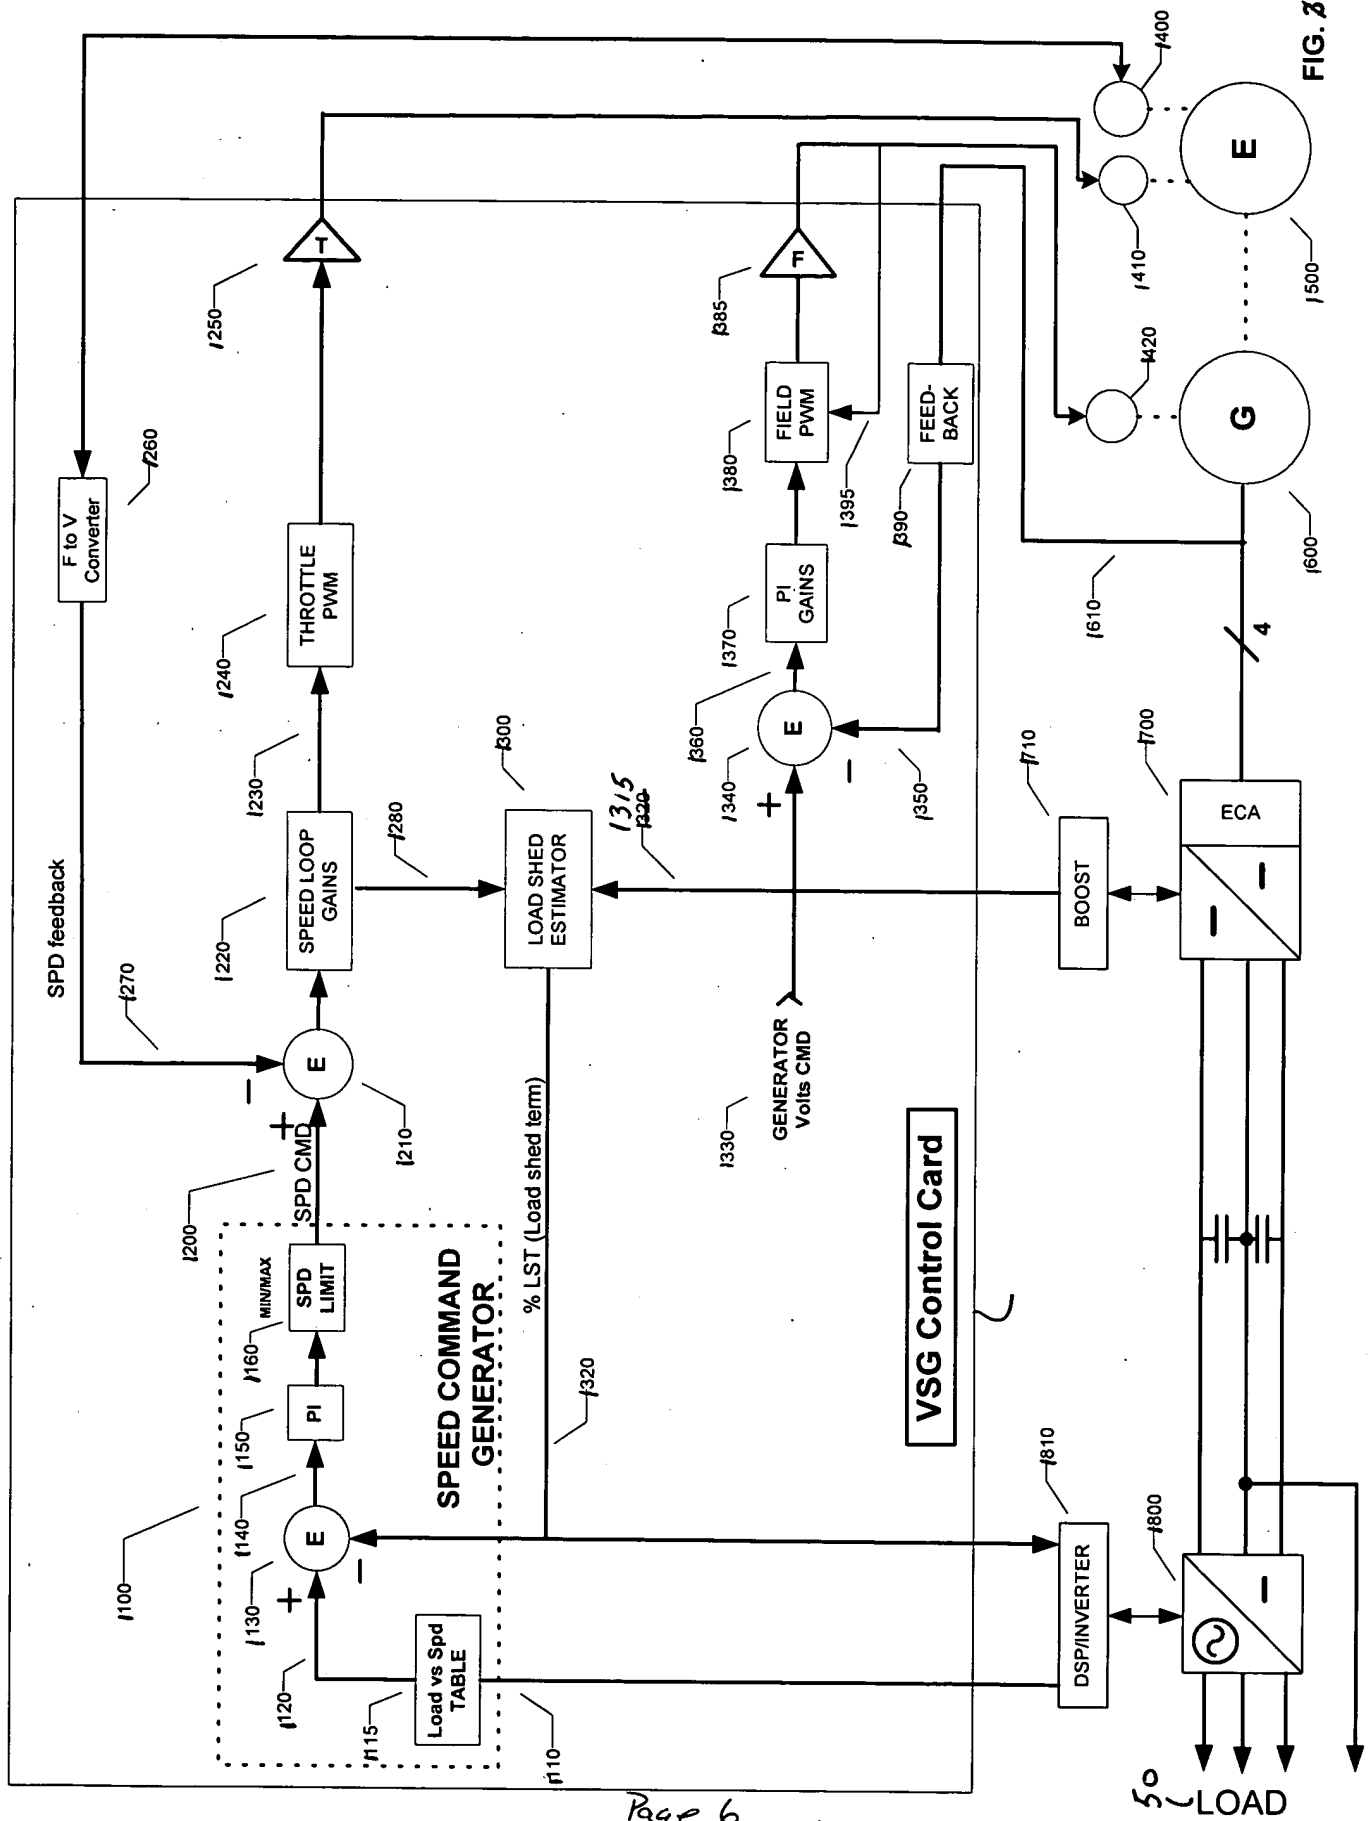 SPD feedback
1270
F to V
Converter
1260
1100
1200
1210
1220
1230
1240
1250
1130
1140
1150
1160
MIN/MAX
E
PI
SPD
LIMIT
SPD CMD
+
−
E
SPEED LOOP
GAINS
THROTTLE
PWM
T
+
−
1120
1115
1110
Load vs Spd
TABLE
SPEED COMMAND
GENERATOR
1280
1300
LOAD SHED
ESTIMATOR
% LST (Load shed term)
1320
1315
1320
1330
GENERATOR
Volts CMD
+
−
1340
E
1350
1360
1370
PI
GAINS
1380
FIELD
PWM
1385
F
1395
1390
FEED-
BACK
VSG Control Card
1810
DSP/INVERTER
1710
BOOST
1610
1420
1410
1400
1800
1700
ECA
4
1600
G
1500
E
50
LOAD
FIG. 3
Page 6